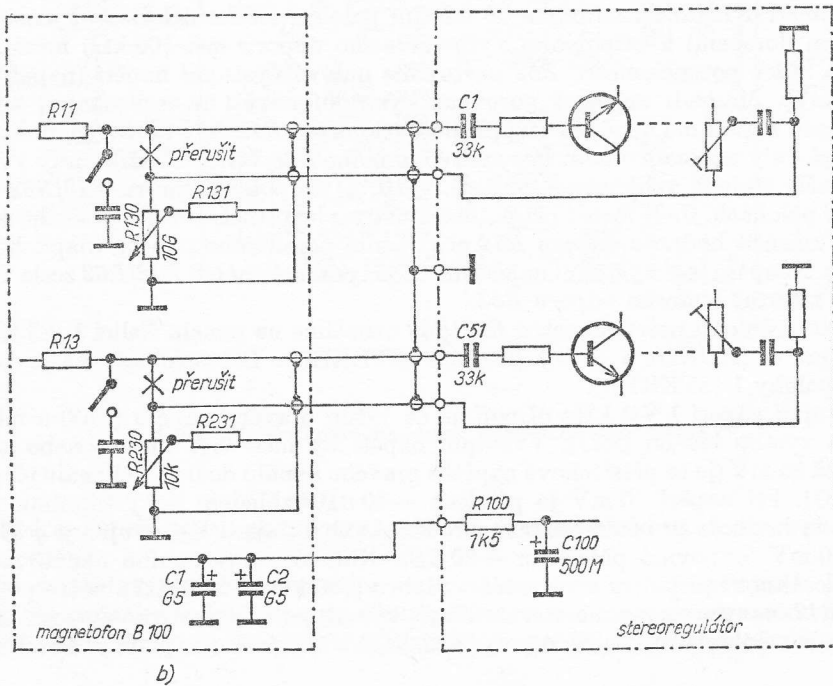 R11
přerušit
R131
R130
10G
C1
33k
R13
přerušit
R231
R230
10k
C51
33k
R100
1k5
C100
500M
C1
G5
C2
G5
magnetofon B 100
stereoregulátor
b)